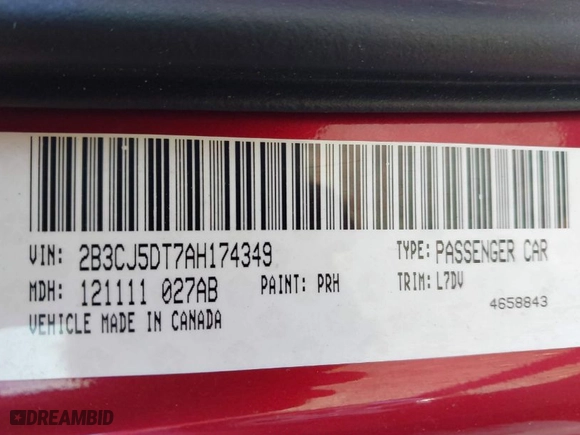 VIN: 2B3CJ5DT7AH174349 TYPE: PASSENGER CAR
MDH: 121111 027AB PAINT: PRH TRIM: L7DV
4658843
VEHICLE MADE IN CANADA
DREAMBID